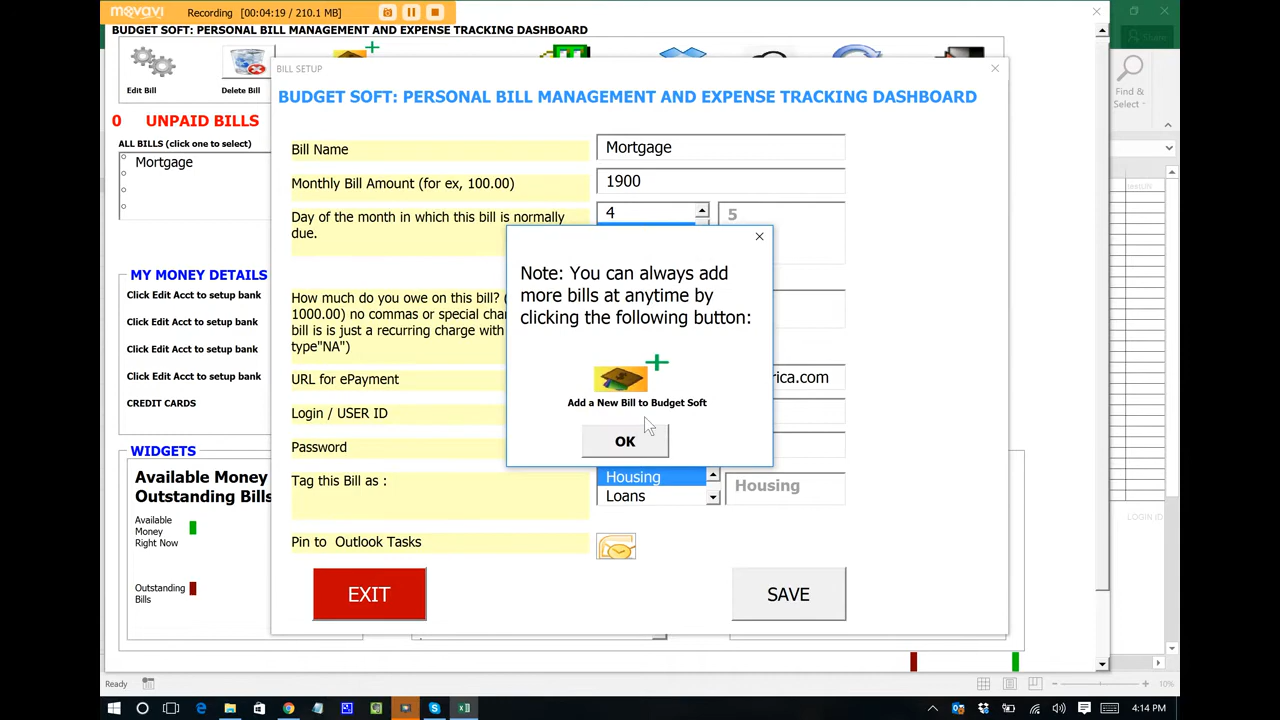 movavi
Recording [00:04:19 / 210.1 MB]
BUDGET SOFT: PERSONAL BILL MANAGEMENT AND EXPENSE TRACKING DASHBOARD
Share
Edit Bill
Delete Bill
BILL SETUP
Find &
Select
BUDGET SOFT: PERSONAL BILL MANAGEMENT AND EXPENSE TRACKING DASHBOARD
0 UNPAID BILLS
ALL BILLS (click one to select)
Mortgage
Bill Name
Mortgage
Monthly Bill Amount (for ex, 100.00)
1900
Day of the month in which this bill is normally
due.
4
5
Note: You can always add
more bills at anytime by
clicking the following button:
Add a New Bill to Budget Soft
OK
MY MONEY DETAILS
Click Edit Acct to setup bank
Click Edit Acct to setup bank
Click Edit Acct to setup bank
Click Edit Acct to setup bank
CREDIT CARDS
How much do you owe on this bill? (
1000.00) no commas or special char
bill is is just a recurring charge with
type"NA")
URL for ePayment
rica.com
Login / USER ID
Password
Tag this Bill as :
Housing
Loans
Housing
Pin to Outlook Tasks
WIDGETS
Available Money
Outstanding Bills
Available
Money
Right Now
Outstanding
Bills
EXIT
SAVE
testUN
LOGIN ID
Ready
10%
4:14 PM